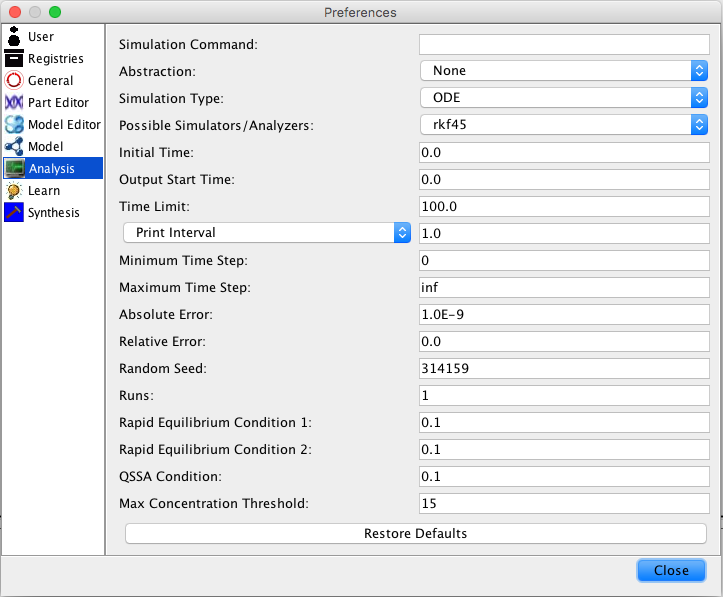 Preferences
User
Registries
General
Part Editor
Model Editor
Model
Analysis
Learn
Synthesis
Simulation Command:
Abstraction: None
Simulation Type: ODE
Possible Simulators/Analyzers: rkf45
Initial Time: 0.0
Output Start Time: 0.0
Time Limit: 100.0
Print Interval 1.0
Minimum Time Step: 0
Maximum Time Step: inf
Absolute Error: 1.0E-9
Relative Error: 0.0
Random Seed: 314159
Runs: 1
Rapid Equilibrium Condition 1: 0.1
Rapid Equilibrium Condition 2: 0.1
QSSA Condition: 0.1
Max Concentration Threshold: 15
Restore Defaults
Close